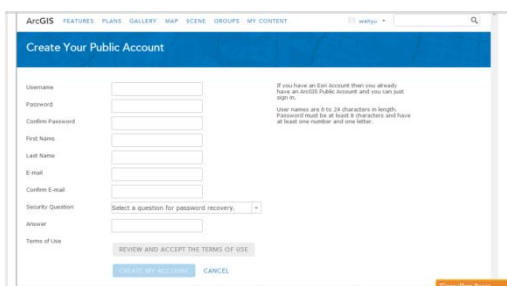 ArcGIS FEATURES PLANS GALLERY MAP SCENE GROUPS MY CONTENT
Create Your Public Account
Username
Password
Confirm Password
First Name
Last Name
E-mail
Confirm E-mail
Security Question Select a question for password recovery.
Answer
Terms of Use
REVIEW AND ACCEPT THE TERMS OF USE
CREATE MY ACCOUNT CANCEL
If you have an Esri Account then you already
have an ArcGIS Public Account and you can just
sign in.
User names are 6 to 24 characters in length.
Password must be at least 8 characters and have
at least one number and one letter.